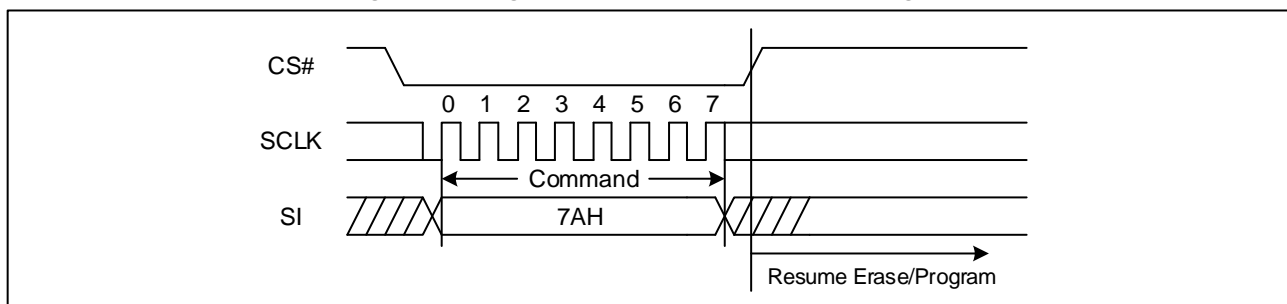 CS#
0 1 2 3 4 5 6 7
SCLK
Command
SI
7AH
Resume Erase/Program